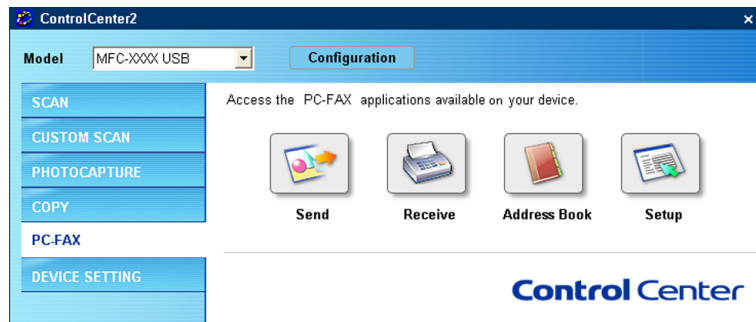 ControlCenter2
Model MFC-XXXX USB Configuration
SCAN
CUSTOM SCAN
PHOTOCAPTURE
COPY
PC-FAX
DEVICE SETTING
Access the PC-FAX applications available on your device.
Send Receive Address Book Setup
Control Center